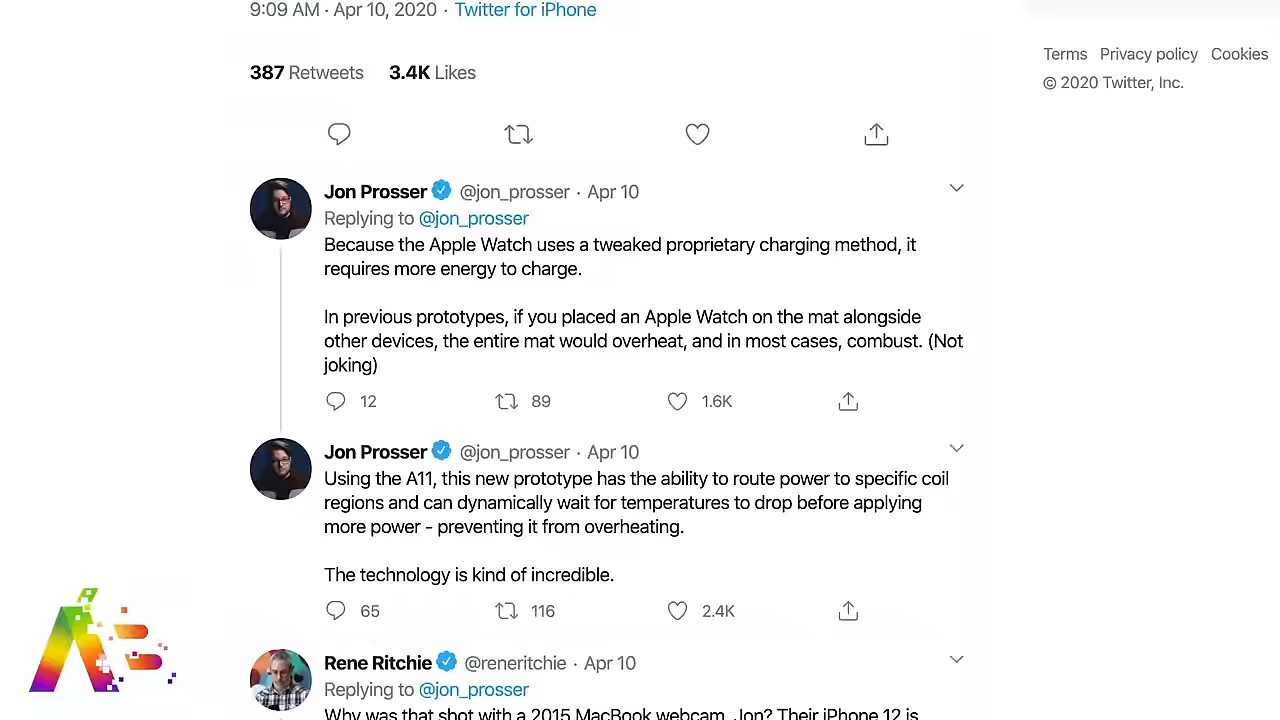 9:09 AM · Apr 10, 2020 · Twitter for iPhone
387 Retweets 3.4K Likes
Terms Privacy policy Cookies
© 2020 Twitter, Inc.
Jon Prosser @jon_prosser · Apr 10
Replying to @jon_prosser
Because the Apple Watch uses a tweaked proprietary charging method, it
requires more energy to charge.
In previous prototypes, if you placed an Apple Watch on the mat alongside
other devices, the entire mat would overheat, and in most cases, combust. (Not
joking)
12 89 1.6K
Jon Prosser @jon_prosser · Apr 10
Using the A11, this new prototype has the ability to route power to specific coil
regions and can dynamically wait for temperatures to drop before applying
more power - preventing it from overheating.
The technology is kind of incredible.
65 116 2.4K
Rene Ritchie @reneritchie · Apr 10
Replying to @jon_prosser
Why was that shot with a 2015 MacBook webcam, Jon? Their iPhone 12 is